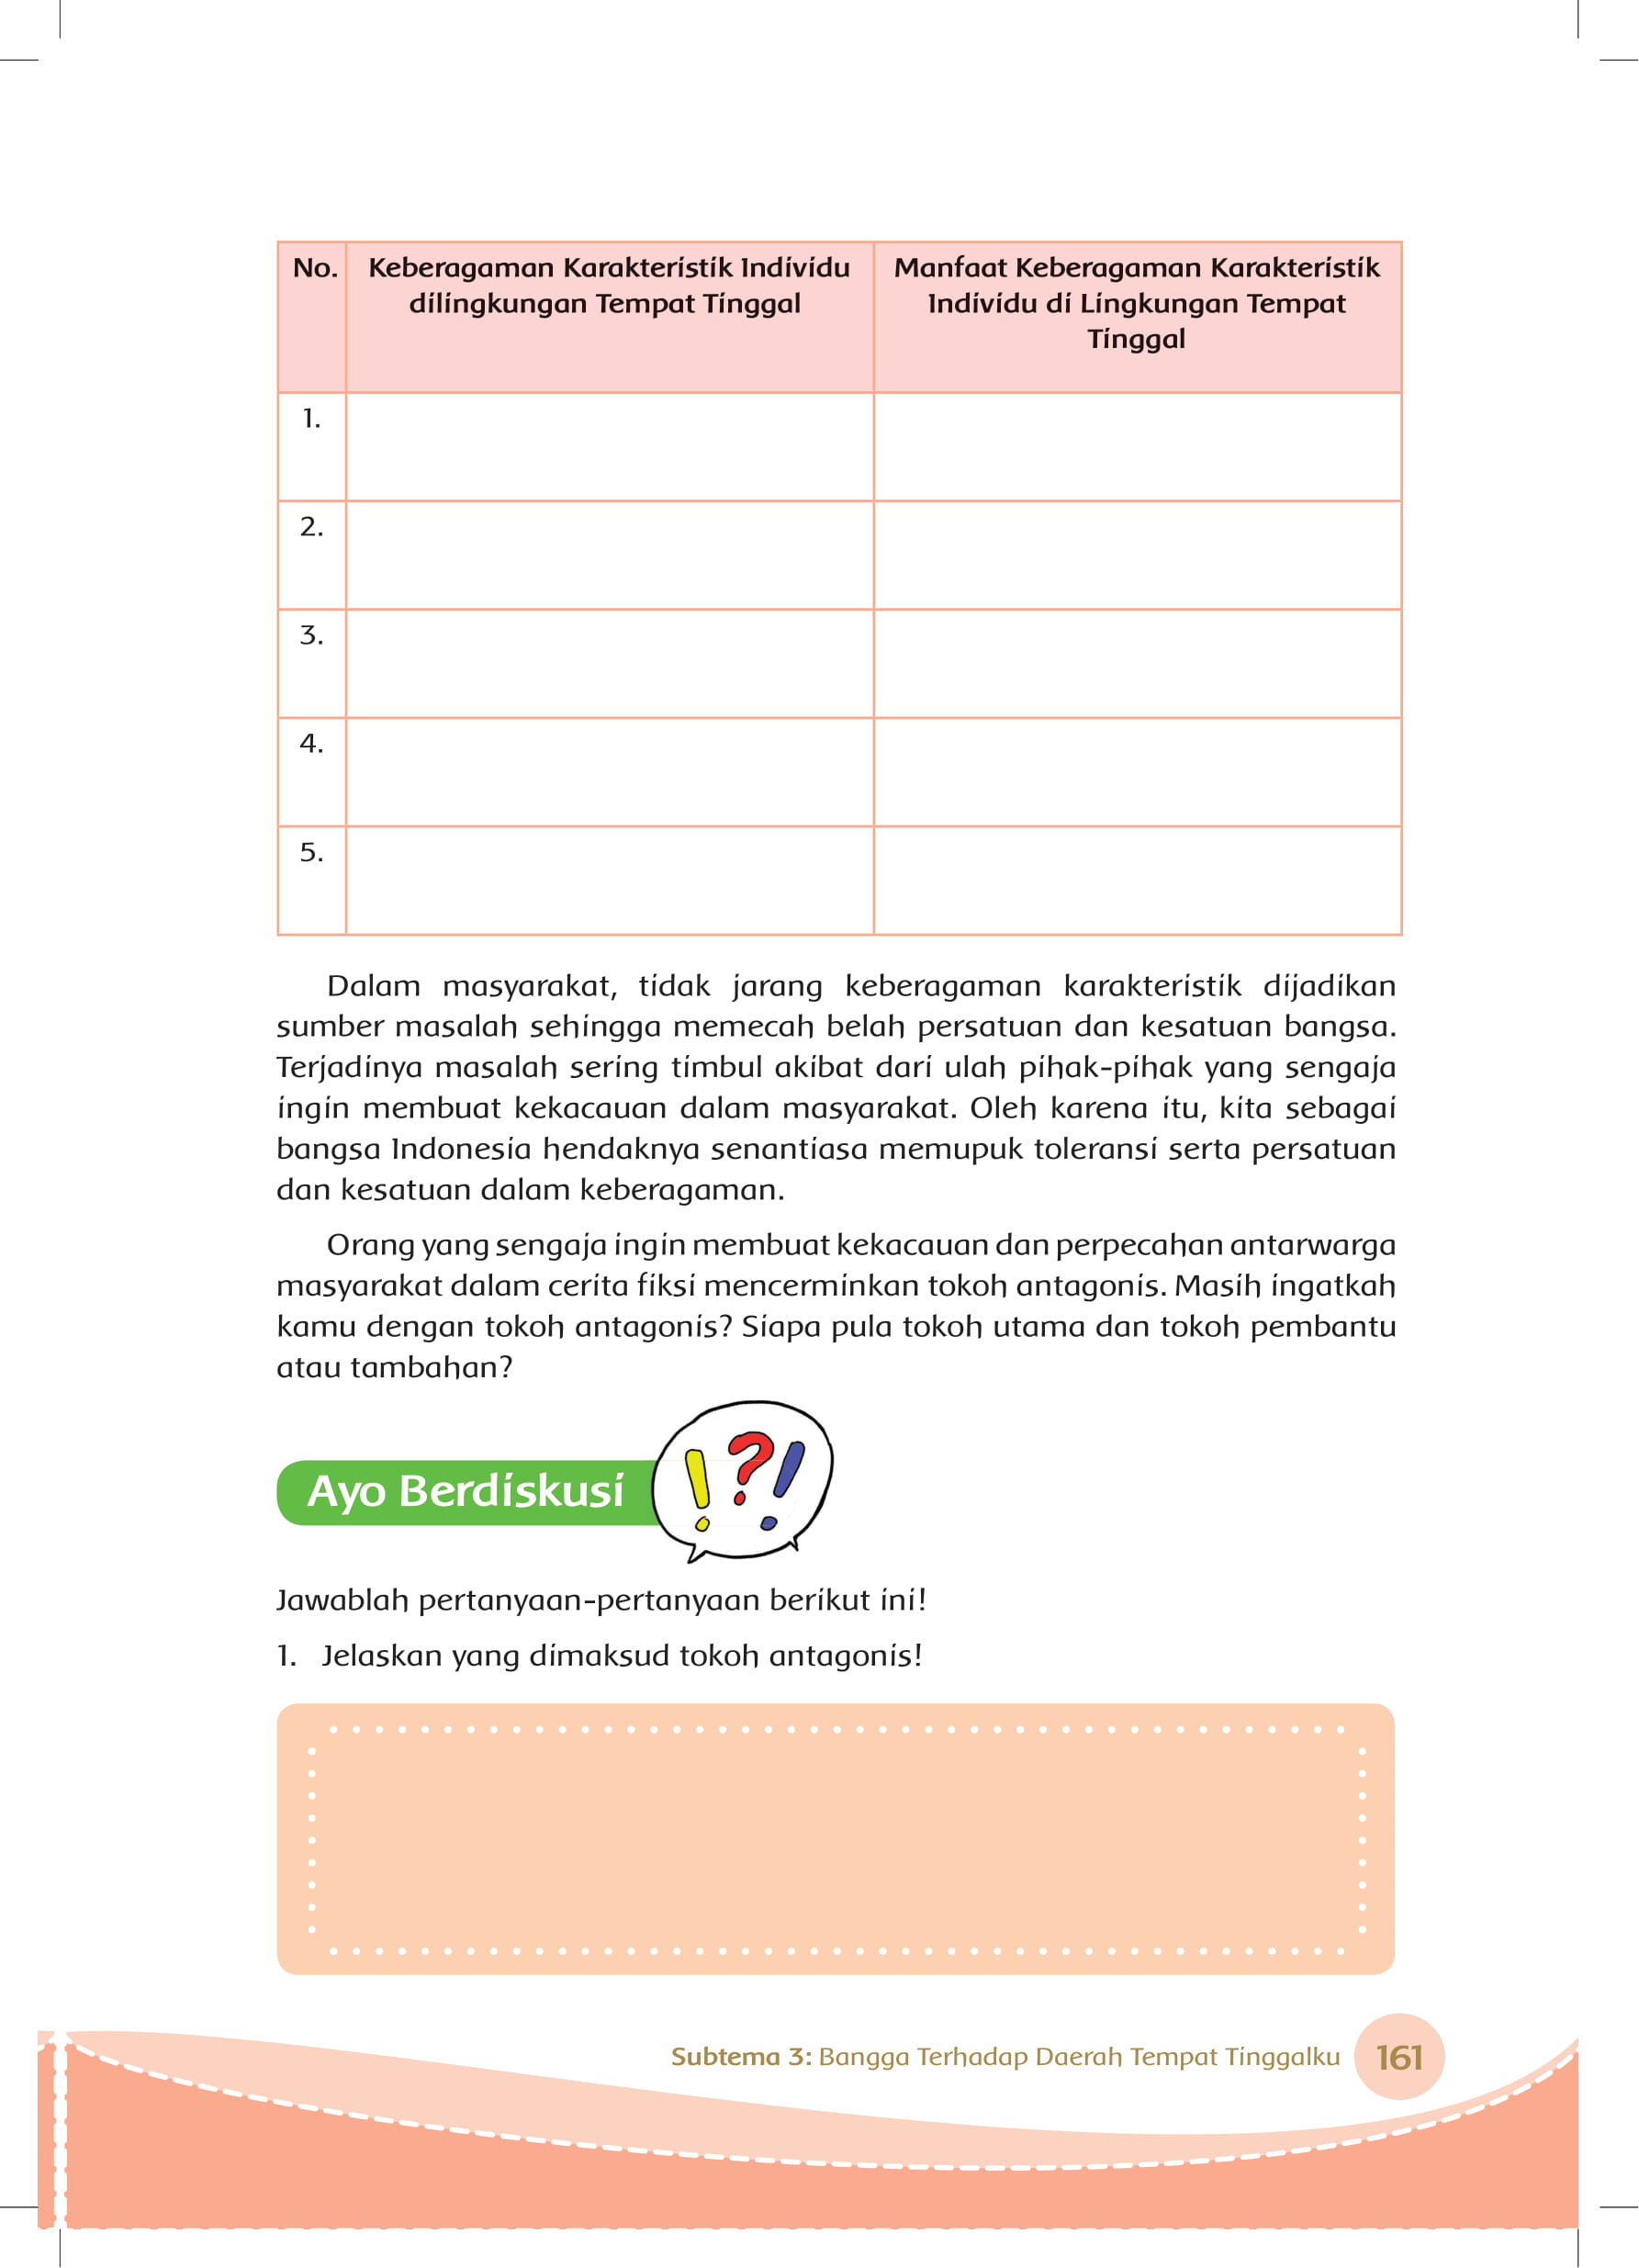 No.
Keberagaman Karakteristik Individu
dilingkungan Tempat Tinggal
Manfaat Keberagaman Karakteristik
Individu di Lingkungan Tempat
Tinggal
1.
2.
3.
4.
5.
Dalam masyarakat, tidak jarang keberagaman karakteristik dijadikan
sumber masalah sehingga memecah belah persatuan dan kesatuan bangsa.
Terjadinya masalah sering timbul akibat dari ulah pihak-pihak yang sengaja
ingin membuat kekacauan dalam masyarakat. Oleh karena itu, kita sebagai
bangsa Indonesia hendaknya senantiasa memupuk toleransi serta persatuan
dan kesatuan dalam keberagaman.
Orang yang sengaja ingin membuat kekacauan dan perpecahan antarwarga
masyarakat dalam cerita fiksi mencerminkan tokoh antagonis. Masih ingatkah
kamu dengan tokoh antagonis? Siapa pula tokoh utama dan tokoh pembantu
atau tambahan?
Ayo Berdiskusi
!?!
Jawablah pertanyaan-pertanyaan berikut ini!
1. Jelaskan yang dimaksud tokoh antagonis!
Subtema 3: Bangga Terhadap Daerah Tempat Tinggalku
161